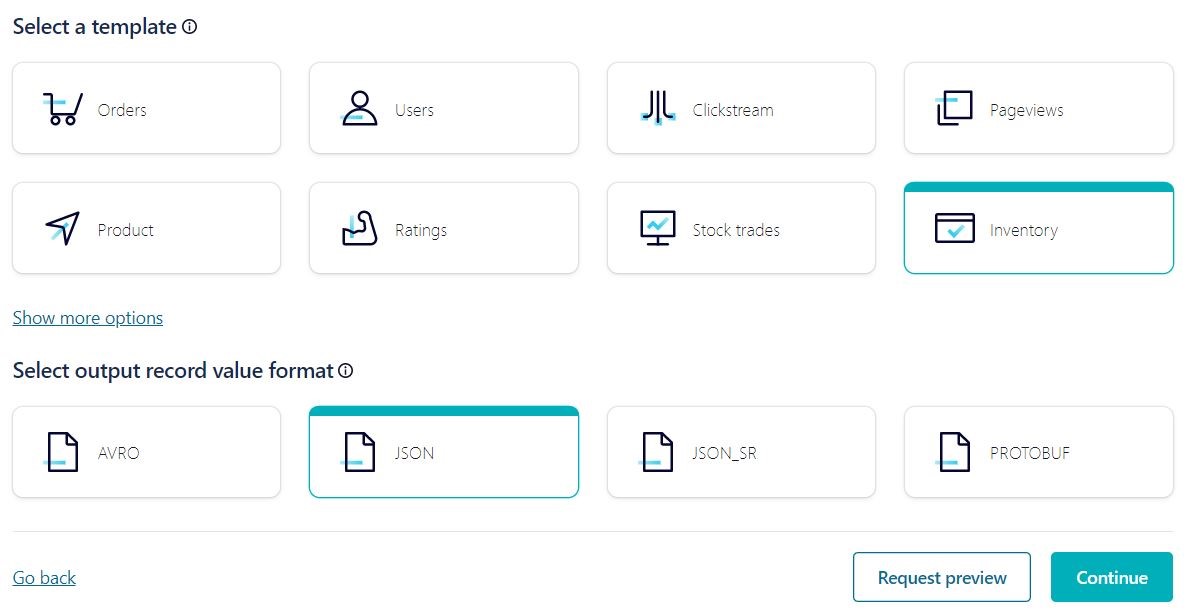 Select a template
Orders
Users
Clickstream
Pageviews
Product
Ratings
Stock trades
Inventory
Show more options
Select output record value format
AVRO
JSON
JSON_SR
PROTOBUF
Go back
Request preview
Continue